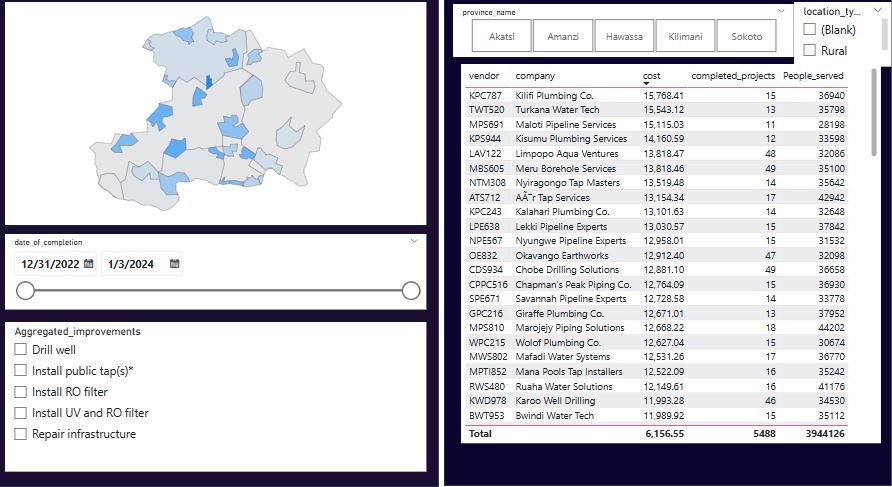 date_of_completion
12/31/2022 1/3/2024
Aggregated_improvements
Drill well
Install public tap(s)*
Install RO filter
Install UV and RO filter
Repair infrastructure
province_name
Akatsi Amanzi Hawassa Kilimani Sokoto
location_ty...
(Blank)
Rural
vendor company cost completed_projects People_served
KPC787 Kilifi Plumbing Co. 15,768.41 15 36940
TWT520 Turkana Water Tech 15,543.12 13 35798
MPS691 Maloti Pipeline Services 15,115.03 11 28198
KPS944 Kisumu Plumbing Services 14,160.59 12 33598
LAV122 Limpopo Aqua Ventures 13,818.47 48 32086
MBS605 Meru Borehole Services 13,818.46 49 35100
NTM308 Nyiragongo Tap Masters 13,519.48 14 35642
ATS712 AÃ¯r Tap Services 13,154.34 17 42942
KPC243 Kalahari Plumbing Co. 13,101.63 14 32648
LPE638 Lekki Pipeline Experts 13,030.57 15 37842
NPE567 Nyungwe Pipeline Experts 12,958.01 15 31532
OE832 Okavango Earthworks 12,912.40 47 32098
CDS934 Chobe Drilling Solutions 12,881.10 49 36658
CPPC516 Chapman's Peak Piping Co. 12,764.09 15 36930
SPE671 Savannah Pipeline Experts 12,728.58 14 33778
GPC216 Giraffe Plumbing Co. 12,671.01 13 37952
MPS810 Marojejy Piping Solutions 12,668.22 18 44202
WPC215 Wolof Plumbing Co. 12,627.04 15 30674
MWS802 Mafadi Water Systems 12,531.26 17 36770
MPTI852 Mana Pools Tap Installers 12,522.09 16 35242
RWS480 Ruaha Water Solutions 12,149.61 16 41176
KWD978 Karoo Well Drilling 11,993.28 46 34530
BWT953 Bwindi Water Tech 11,989.92 15 35112
Total 6,156.55 5488 3944126